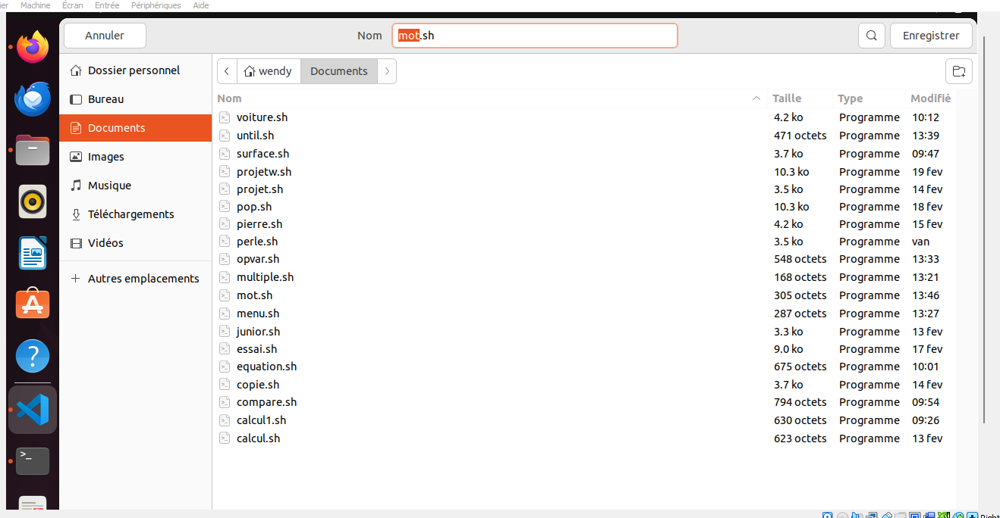 ier Machine Écran Entrée Périphériques Aide
Annuler Nom mot.sh Enregistrer
Dossier personnel
Bureau
Documents
Images
Musique
Téléchargements
Vidéos
Autres emplacements
wendy Documents
Nom Taille Type Modifié
voiture.sh 4.2 ko Programme 10:12
until.sh 471 octets Programme 13:39
surface.sh 3.7 ko Programme 09:47
projetw.sh 10.3 ko Programme 19 fev
projet.sh 3.5 ko Programme 14 fev
pop.sh 10.3 ko Programme 18 fev
pierre.sh 4.2 ko Programme 15 fev
perle.sh 3.5 ko Programme van
opvar.sh 548 octets Programme 13:33
multiple.sh 168 octets Programme 13:21
mot.sh 305 octets Programme 13:46
menu.sh 287 octets Programme 13:27
junior.sh 3.3 ko Programme 13 fev
essai.sh 9.0 ko Programme 17 fev
equation.sh 675 octets Programme 10:01
copie.sh 3.7 ko Programme 14 fev
compare.sh 794 octets Programme 09:54
calcul1.sh 630 octets Programme 09:26
calcul.sh 623 octets Programme 13 fev